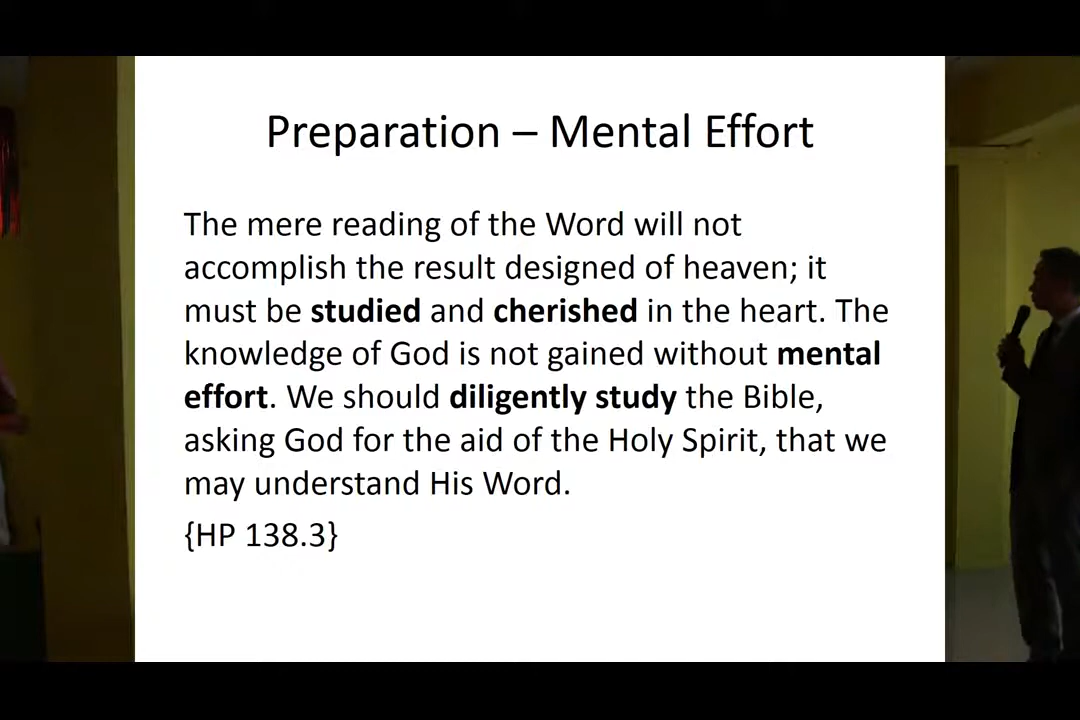 Preparation – Mental Effort
The mere reading of the Word will not
accomplish the result designed of heaven; it
must be studied and cherished in the heart. The
knowledge of God is not gained without mental
effort. We should diligently study the Bible,
asking God for the aid of the Holy Spirit, that we
may understand His Word.
{HP 138.3}